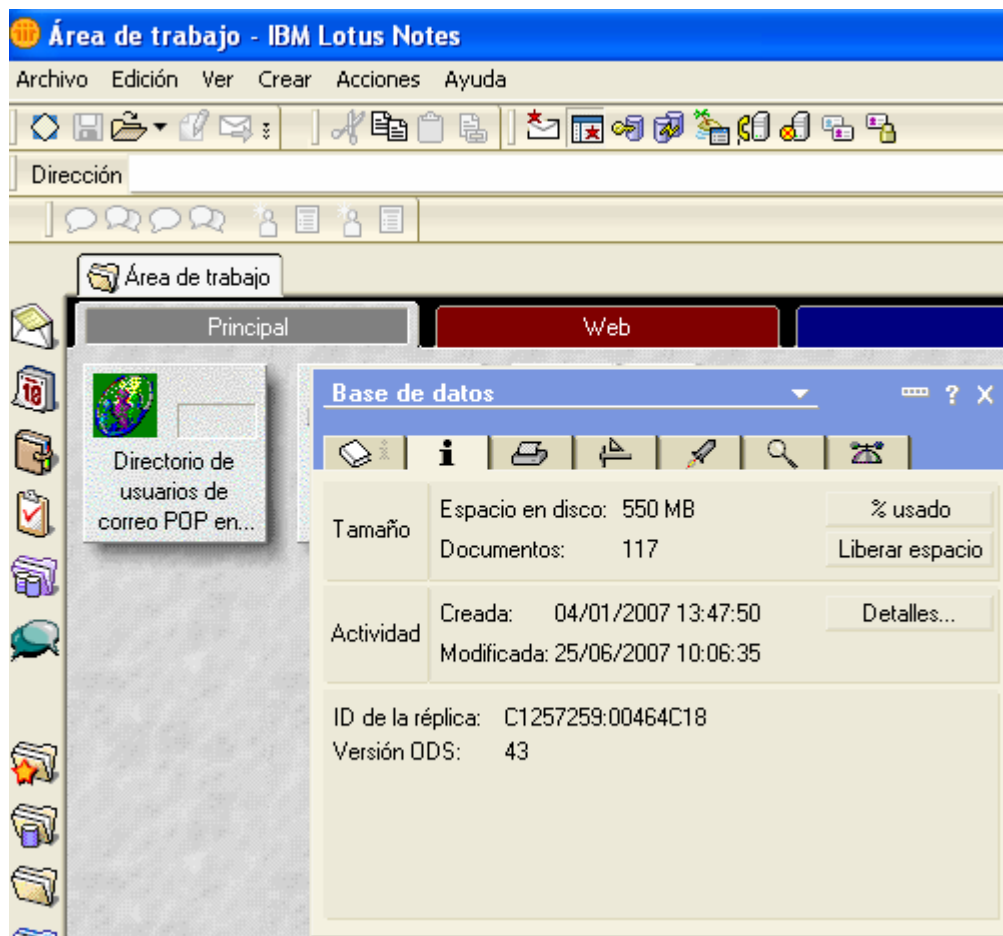 Área de trabajo - IBM Lotus Notes
Archivo Edición Ver Crear Acciones Ayuda
Dirección
Área de trabajo
Principal Web
Directorio de
usuarios de
correo POP en...
Base de datos
Tamaño
Espacio en disco: 550 MB
% usado
Documentos: 117
Liberar espacio
Actividad
Creada: 04/01/2007 13:47:50
Detalles...
Modificada: 25/06/2007 10:06:35
ID de la réplica: C1257259:00464C18
Versión ODS: 43